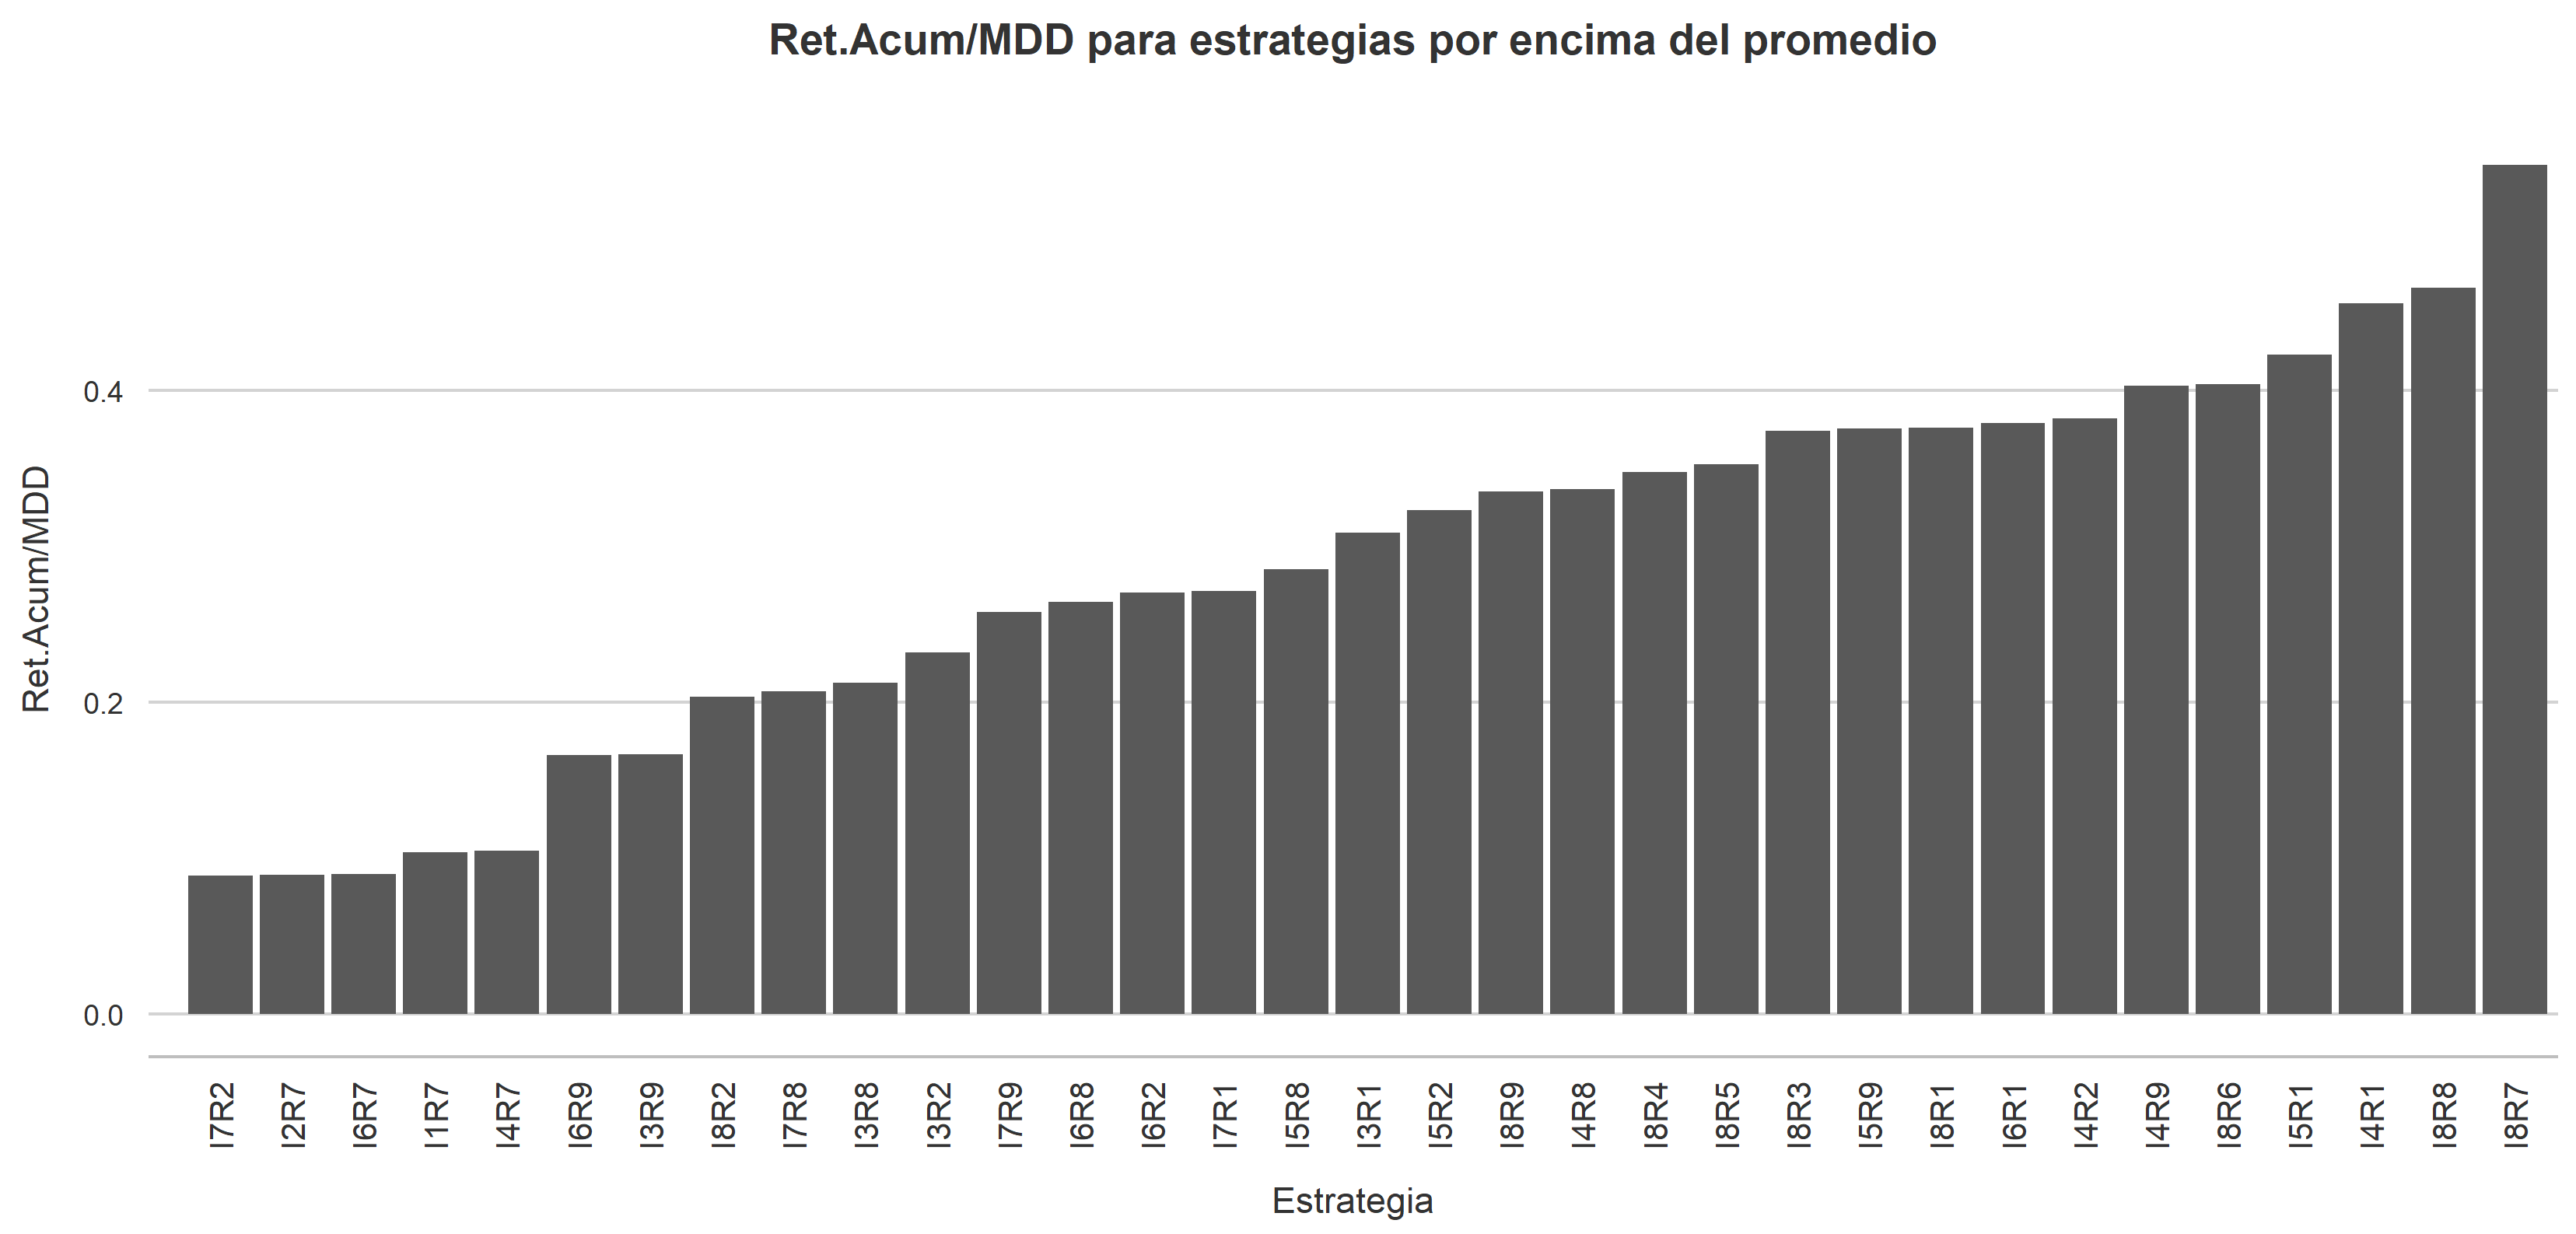 Ret.Acum/MDD para estrategias por encima del promedio
Ret.Acum/MDD
0.4
0.2
0.0
I7R2
I2R7
I6R7
I1R7
I4R7
I6R9
I3R9
I8R2
I7R8
I3R8
I3R2
I7R9
I6R8
I6R2
I7R1
I5R8
I3R1
I5R2
I8R9
I4R8
I8R4
I8R5
I8R3
I5R9
I8R1
I6R1
I4R2
I4R9
I8R6
I5R1
I4R1
I8R8
I8R7
Estrategia